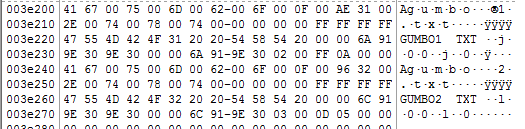 003e200 41 67 00 75 00 6D 00 62-00 6F 00 0F 00 AE 31 00 Ag·u·m·b·o···®1·
003e210 2E 00 74 00 78 00 74 00-00 00 00 00 FF FF FF FF .·t·x·t·····ÿÿÿÿ
003e220 47 55 4D 42 4F 31 20 20-54 58 54 20 00 00 6A 91 GUMBO1  TXT ··j·
003e230 9E 30 9E 30 00 00 6A 91-9E 30 02 00 FF 0A 00 00 ·0·0··j··0··ÿ···
003e240 41 67 00 75 00 6D 00 62-00 6F 00 0F 00 96 32 00 Ag·u·m·b·o····2·
003e250 2E 00 74 00 78 00 74 00-00 00 00 00 FF FF FF FF .·t·x·t·····ÿÿÿÿ
003e260 47 55 4D 42 4F 32 20 20-54 58 54 20 00 00 6C 91 GUMBO2  TXT ··l·
003e270 9E 30 9E 30 00 00 6C 91-9E 30 03 00 0D 05 00 00 ·0·0··l··0······